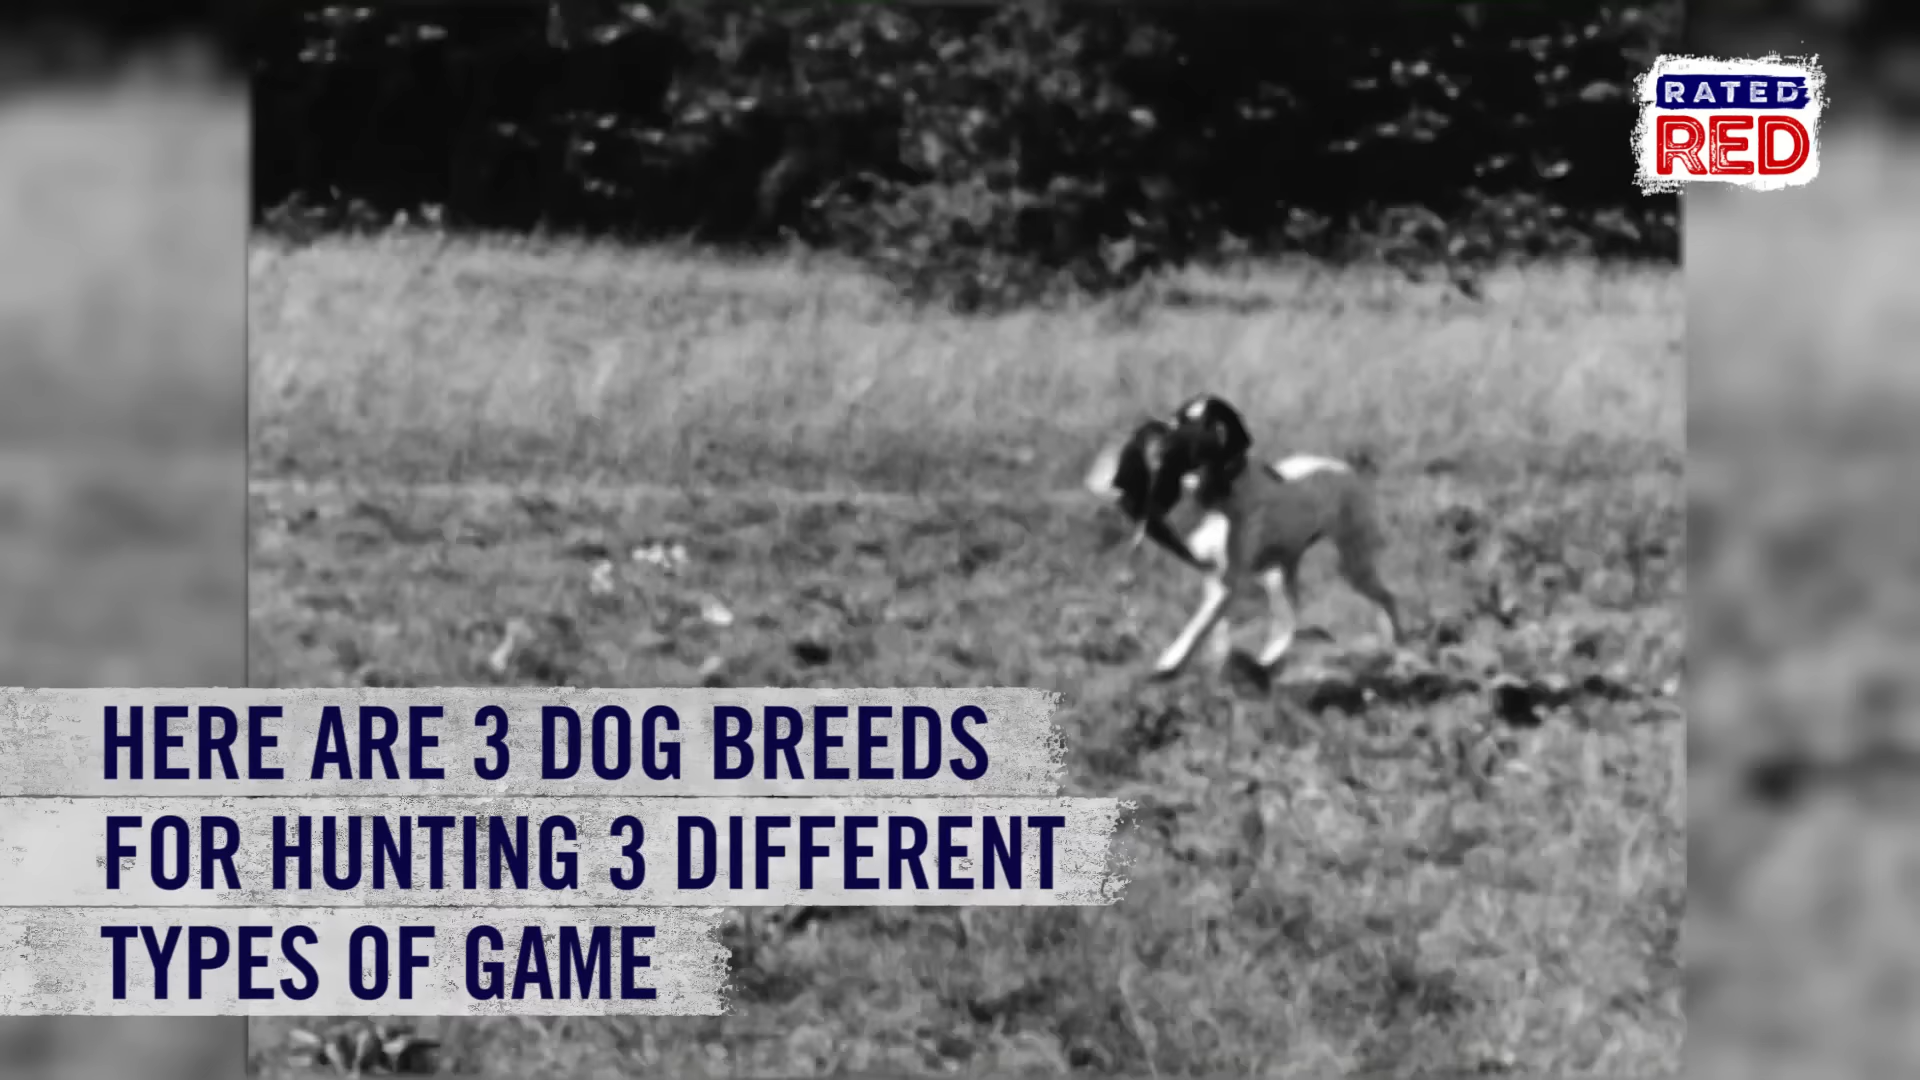 RATED
RED
HERE ARE 3 DOG BREEDS
FOR HUNTING 3 DIFFERENT
TYPES OF GAME